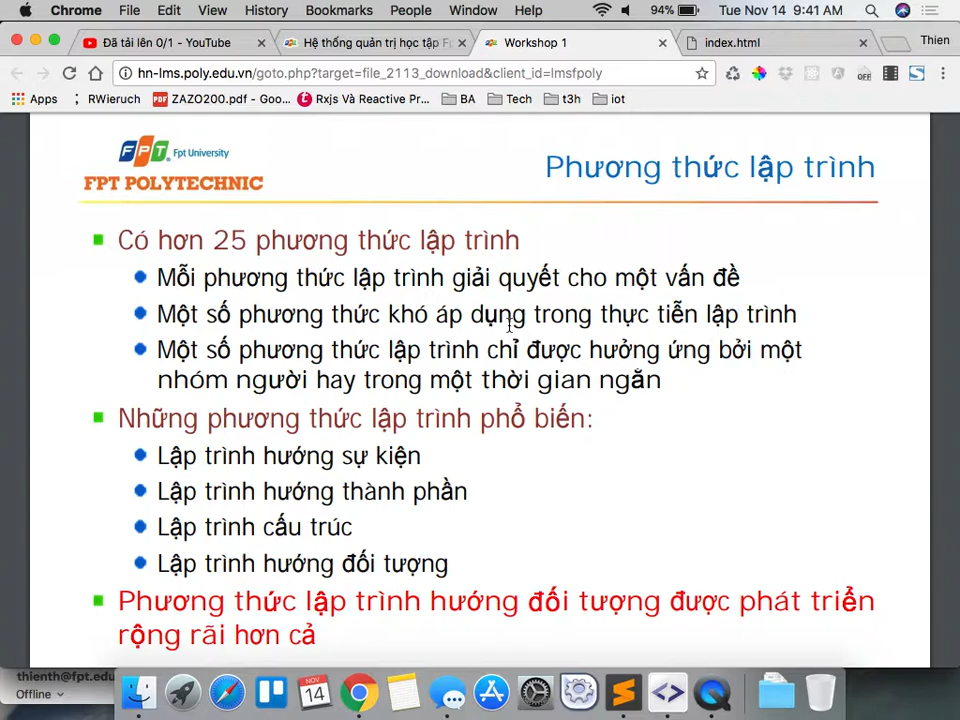 Chrome File Edit View History Bookmarks People Window Help 94% Tue Nov 14 9:41 AM
Đã tải lên 0/1 - YouTube Hệ thống quản trị học tập Fp Workshop 1 index.html Thien
hn-lms.poly.edu.vn/goto.php?target=file_2113_download&client_id=lmsfpoly OFF
Apps RWieruch PDF ZAZO200.pdf - Goo... Rxjs Và Reactive Pr... BA Tech t3h iot
FPT. Fpt University
FPT POLYTECHNIC
Phương thức lập trình
Có hơn 25 phương thức lập trình
Mỗi phương thức lập trình giải quyết cho một vấn đề
Một số phương thức khó áp dụng trong thực tiễn lập trình
Một số phương thức lập trình chỉ được hưởng ứng bởi một
nhóm người hay trong một thời gian ngắn
Những phương thức lập trình phổ biến:
Lập trình hướng sự kiện
Lập trình hướng thành phần
Lập trình cấu trúc
Lập trình hướng đối tượng
Phương thức lập trình hướng đối tượng được phát triển
rộng rãi hơn cả
thienth@fpt.edu
Offline
NOV
14